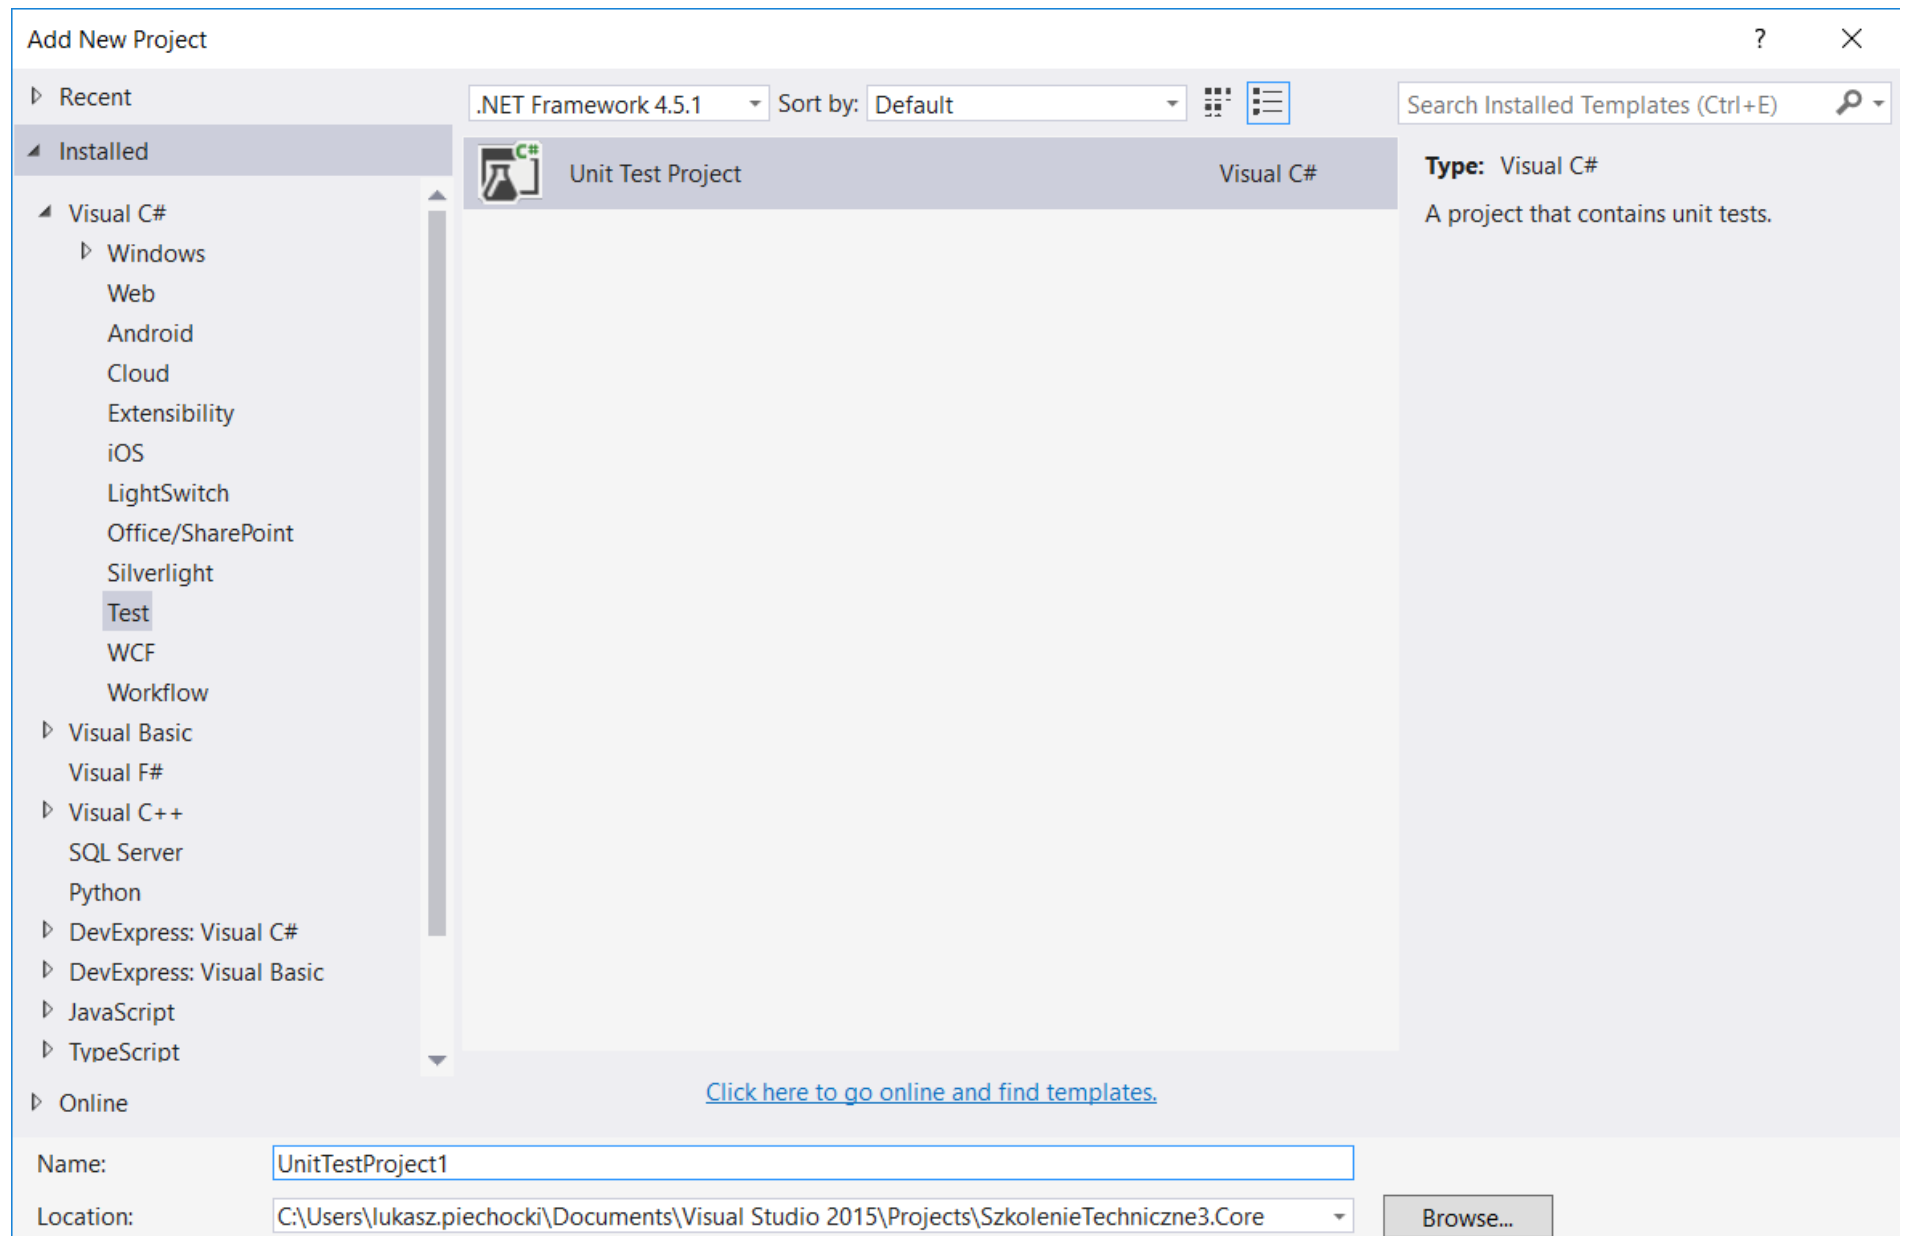 Add New Project
?
Recent
.NET Framework 4.5.1
Sort by:
Default
Search Installed Templates (Ctrl+E)
Installed
C#
Unit Test Project
Visual C#
Type: Visual C#
A project that contains unit tests.
Visual C#
Windows
Web
Android
Cloud
Extensibility
iOS
LightSwitch
Office/SharePoint
Silverlight
Test
WCF
Workflow
Visual Basic
Visual F#
Visual C++
SQL Server
Python
DevExpress: Visual C#
DevExpress: Visual Basic
JavaScript
TypeScript
Online
Click here to go online and find templates.
Name:
UnitTestProject1
Location:
C:\Users\lukasz.piechocki\Documents\Visual Studio 2015\Projects\SzkolenieTechniczne3.Core
Browse...